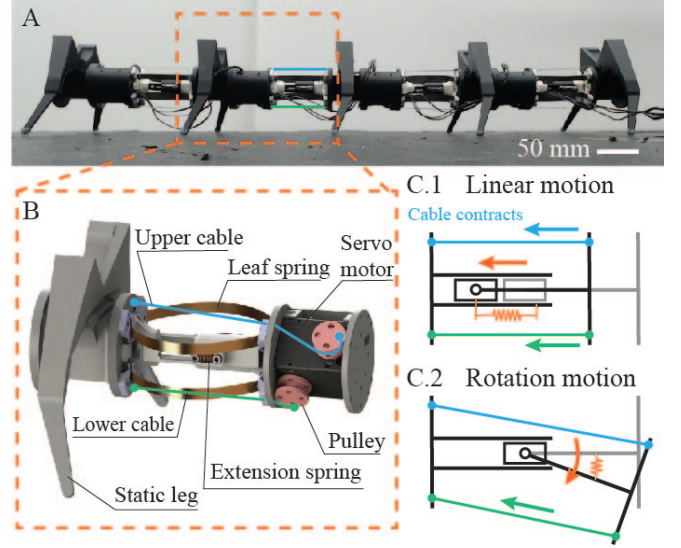 A
50 mm
B
Upper cable
Leaf spring
Servo
motor
Lower cable
Pulley
Extension spring
Static leg
C.1 Linear motion
Cable contracts
C.2 Rotation motion